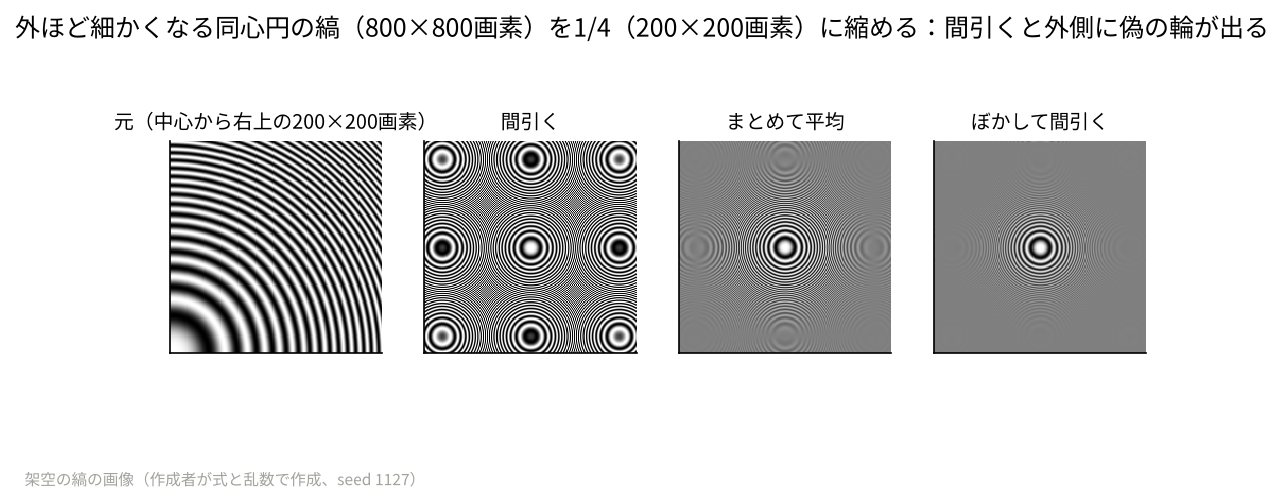 外ほど細かくなる同心円の縞（800×800画素）を1/4（200×200画素）に縮める：間引くと外側に偽の輪が出る
元（中心から右上の200×200画素）
間引く
まとめて平均
ぼかして間引く
架空の縞の画像（作成者が式と乱数で作成、seed 1127）